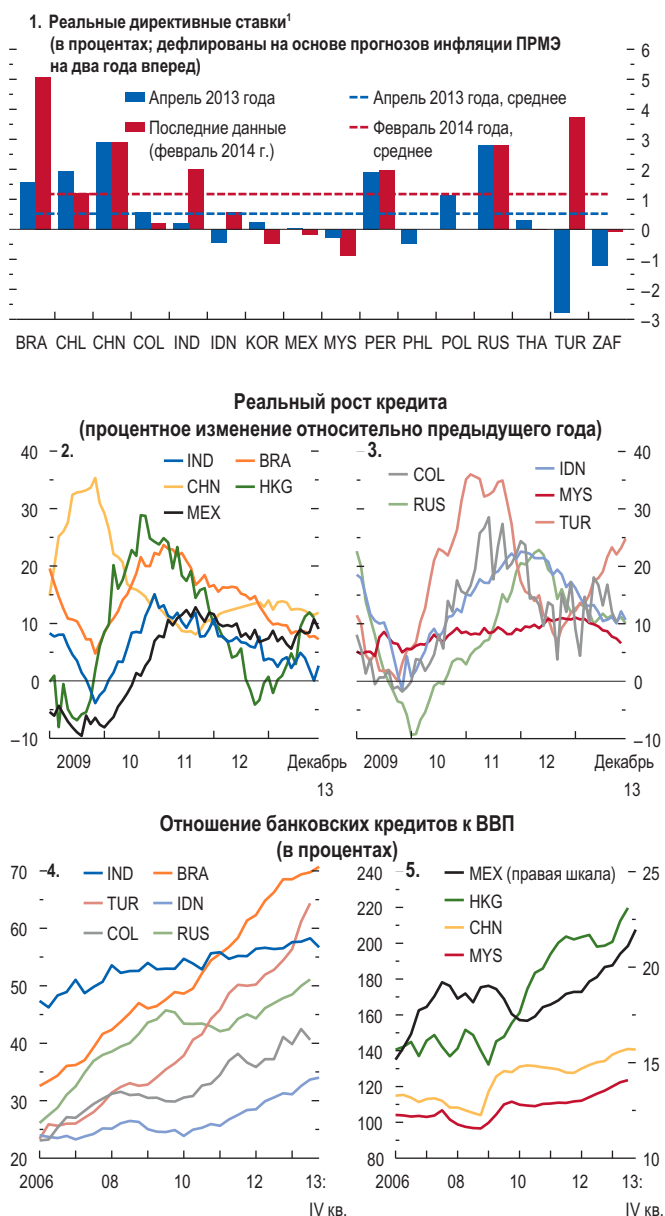 1. Реальные директивные ставки¹
(в процентах; дефлированы на основе прогнозов инфляции ПРМЭ
на два года вперед)
Апрель 2013 года
Апрель 2013 года, среднее
Последние данные
(февраль 2014 г.)
Февраль 2014 года,
среднее
6
5
4
3
2
1
0
–1
–2
–3
BRA CHL CHN COL IND IDN KOR MEX MYS PER PHL POL RUS THA TUR ZAF
Реальный рост кредита
(процентное изменение относительно предыдущего года)
2.
IND
BRA
CHN
HKG
MEX
40
30
20
10
0
–10
2009 10 11 12 Декабрь
13
3.
COL
IDN
RUS
MYS
TUR
40
30
20
10
0
–10
2009 10 11 12 Декабрь
13
Отношение банковских кредитов к ВВП
(в процентах)
4.
IND
BRA
TUR
IDN
COL
RUS
70
60
50
40
30
20
2006 08 10 12 13:
IV кв.
5.
MEX (правая шкала)
HKG
CHN
MYS
240
220
200
180
160
140
120
100
80
25
20
15
10
2006 08 10 12 13:
IV кв.